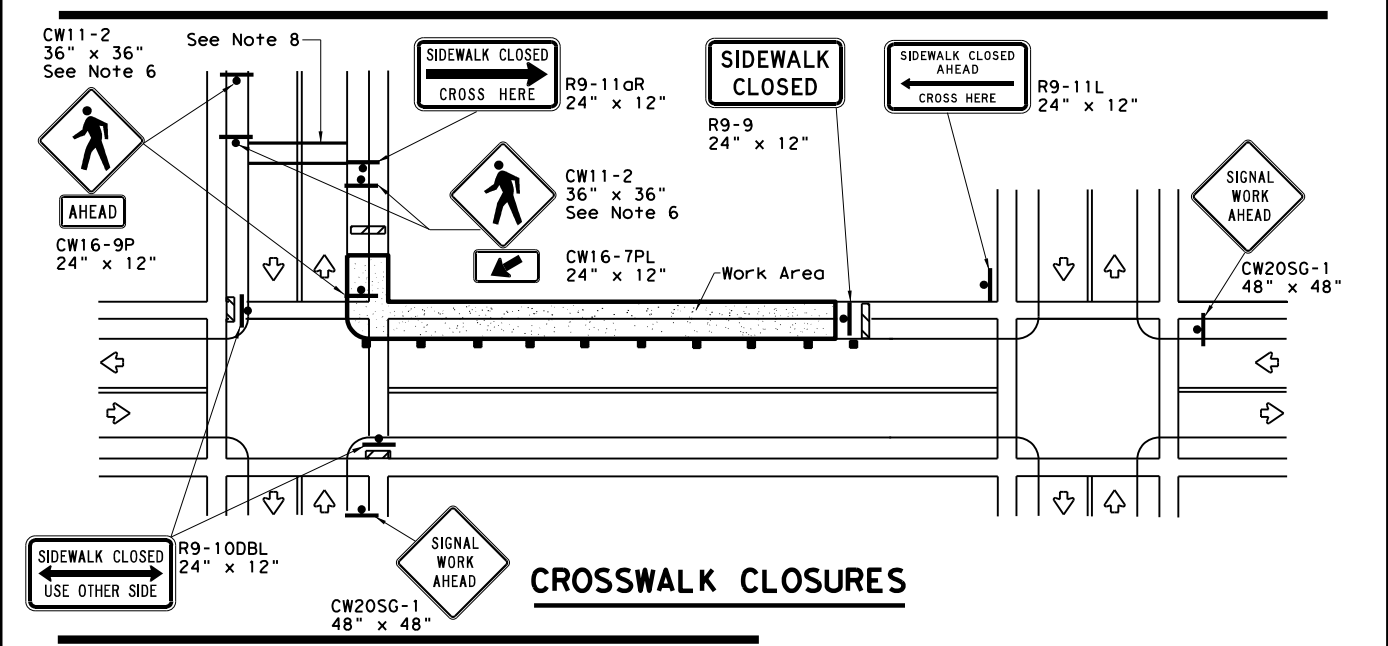 CW11-2
36" x 36"
See Note 6
See Note 8
SIDEWALK CLOSED
CROSS HERE
R9-11aR
24" x 12"
SIDEWALK
CLOSED
R9-9
24" x 12"
SIDEWALK CLOSED
AHEAD
CROSS HERE
R9-11L
24" x 12"
AHEAD
CW16-9P
24" x 12"
CW11-2
36" x 36"
See Note 6
CW16-7PL
24" x 12"
Work Area
SIGNAL
WORK
AHEAD
CW20SG-1
48" x 48"
SIDEWALK CLOSED
USE OTHER SIDE
R9-10DBL
24" x 12"
SIGNAL
WORK
AHEAD
CW20SG-1
48" x 48"
CROSSWALK CLOSURES